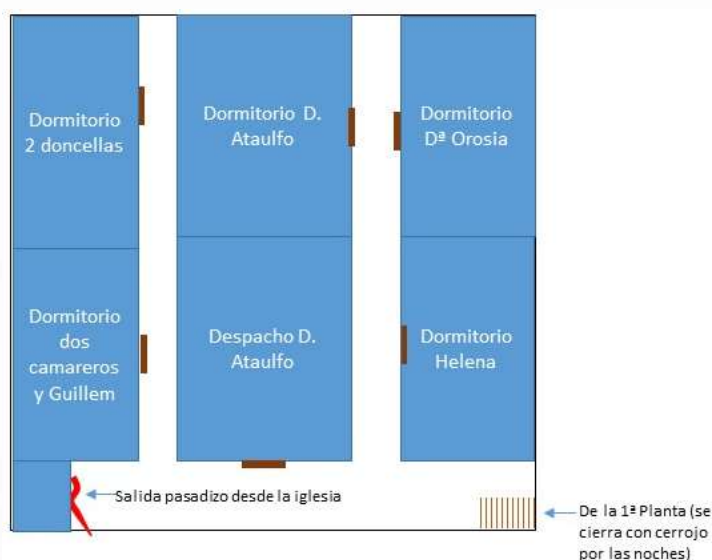 Dormitorio
2 doncellas
Dormitorio D.
Ataulfo
Dormitorio
Dª Orosia
Dormitorio
dos
camareros
y Guillem
Despacho D.
Ataulfo
Dormitorio
Helena
Salida pasadizo desde la iglesia
De la 1ª Planta (se
cierra con cerrojo
por las noches)